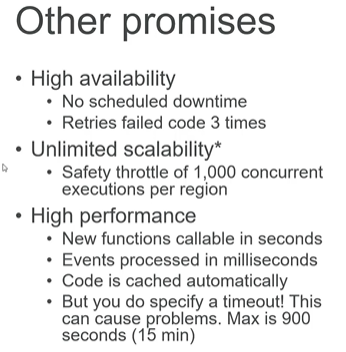 Other promises
• High availability
• No scheduled downtime
• Retries failed code 3 times
• Unlimited scalability*
• Safety throttle of 1,000 concurrent
executions per region
• High performance
• New functions callable in seconds
• Events processed in milliseconds
• Code is cached automatically
• But you do specify a timeout! This
can cause problems. Max is 900
seconds (15 min)